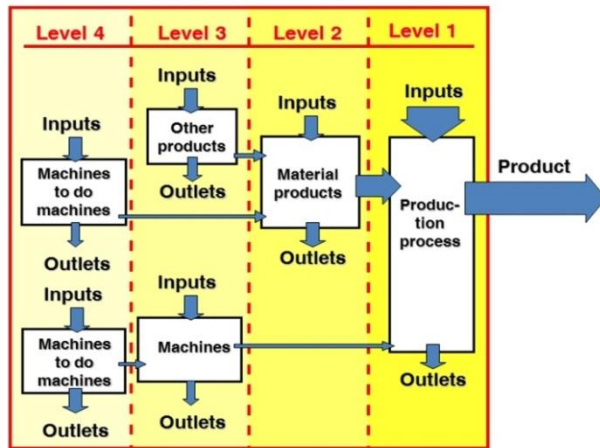 Level 4
Level 3
Level 2
Level 1
Inputs
Inputs
Inputs
Inputs
Other
products
Machines
to do
machines
Outlets
Material
products
Product
Produc-
tion
process
Outlets
Outlets
Inputs
Inputs
Machines
to do
machines
Machines
Outlets
Outlets
Outlets